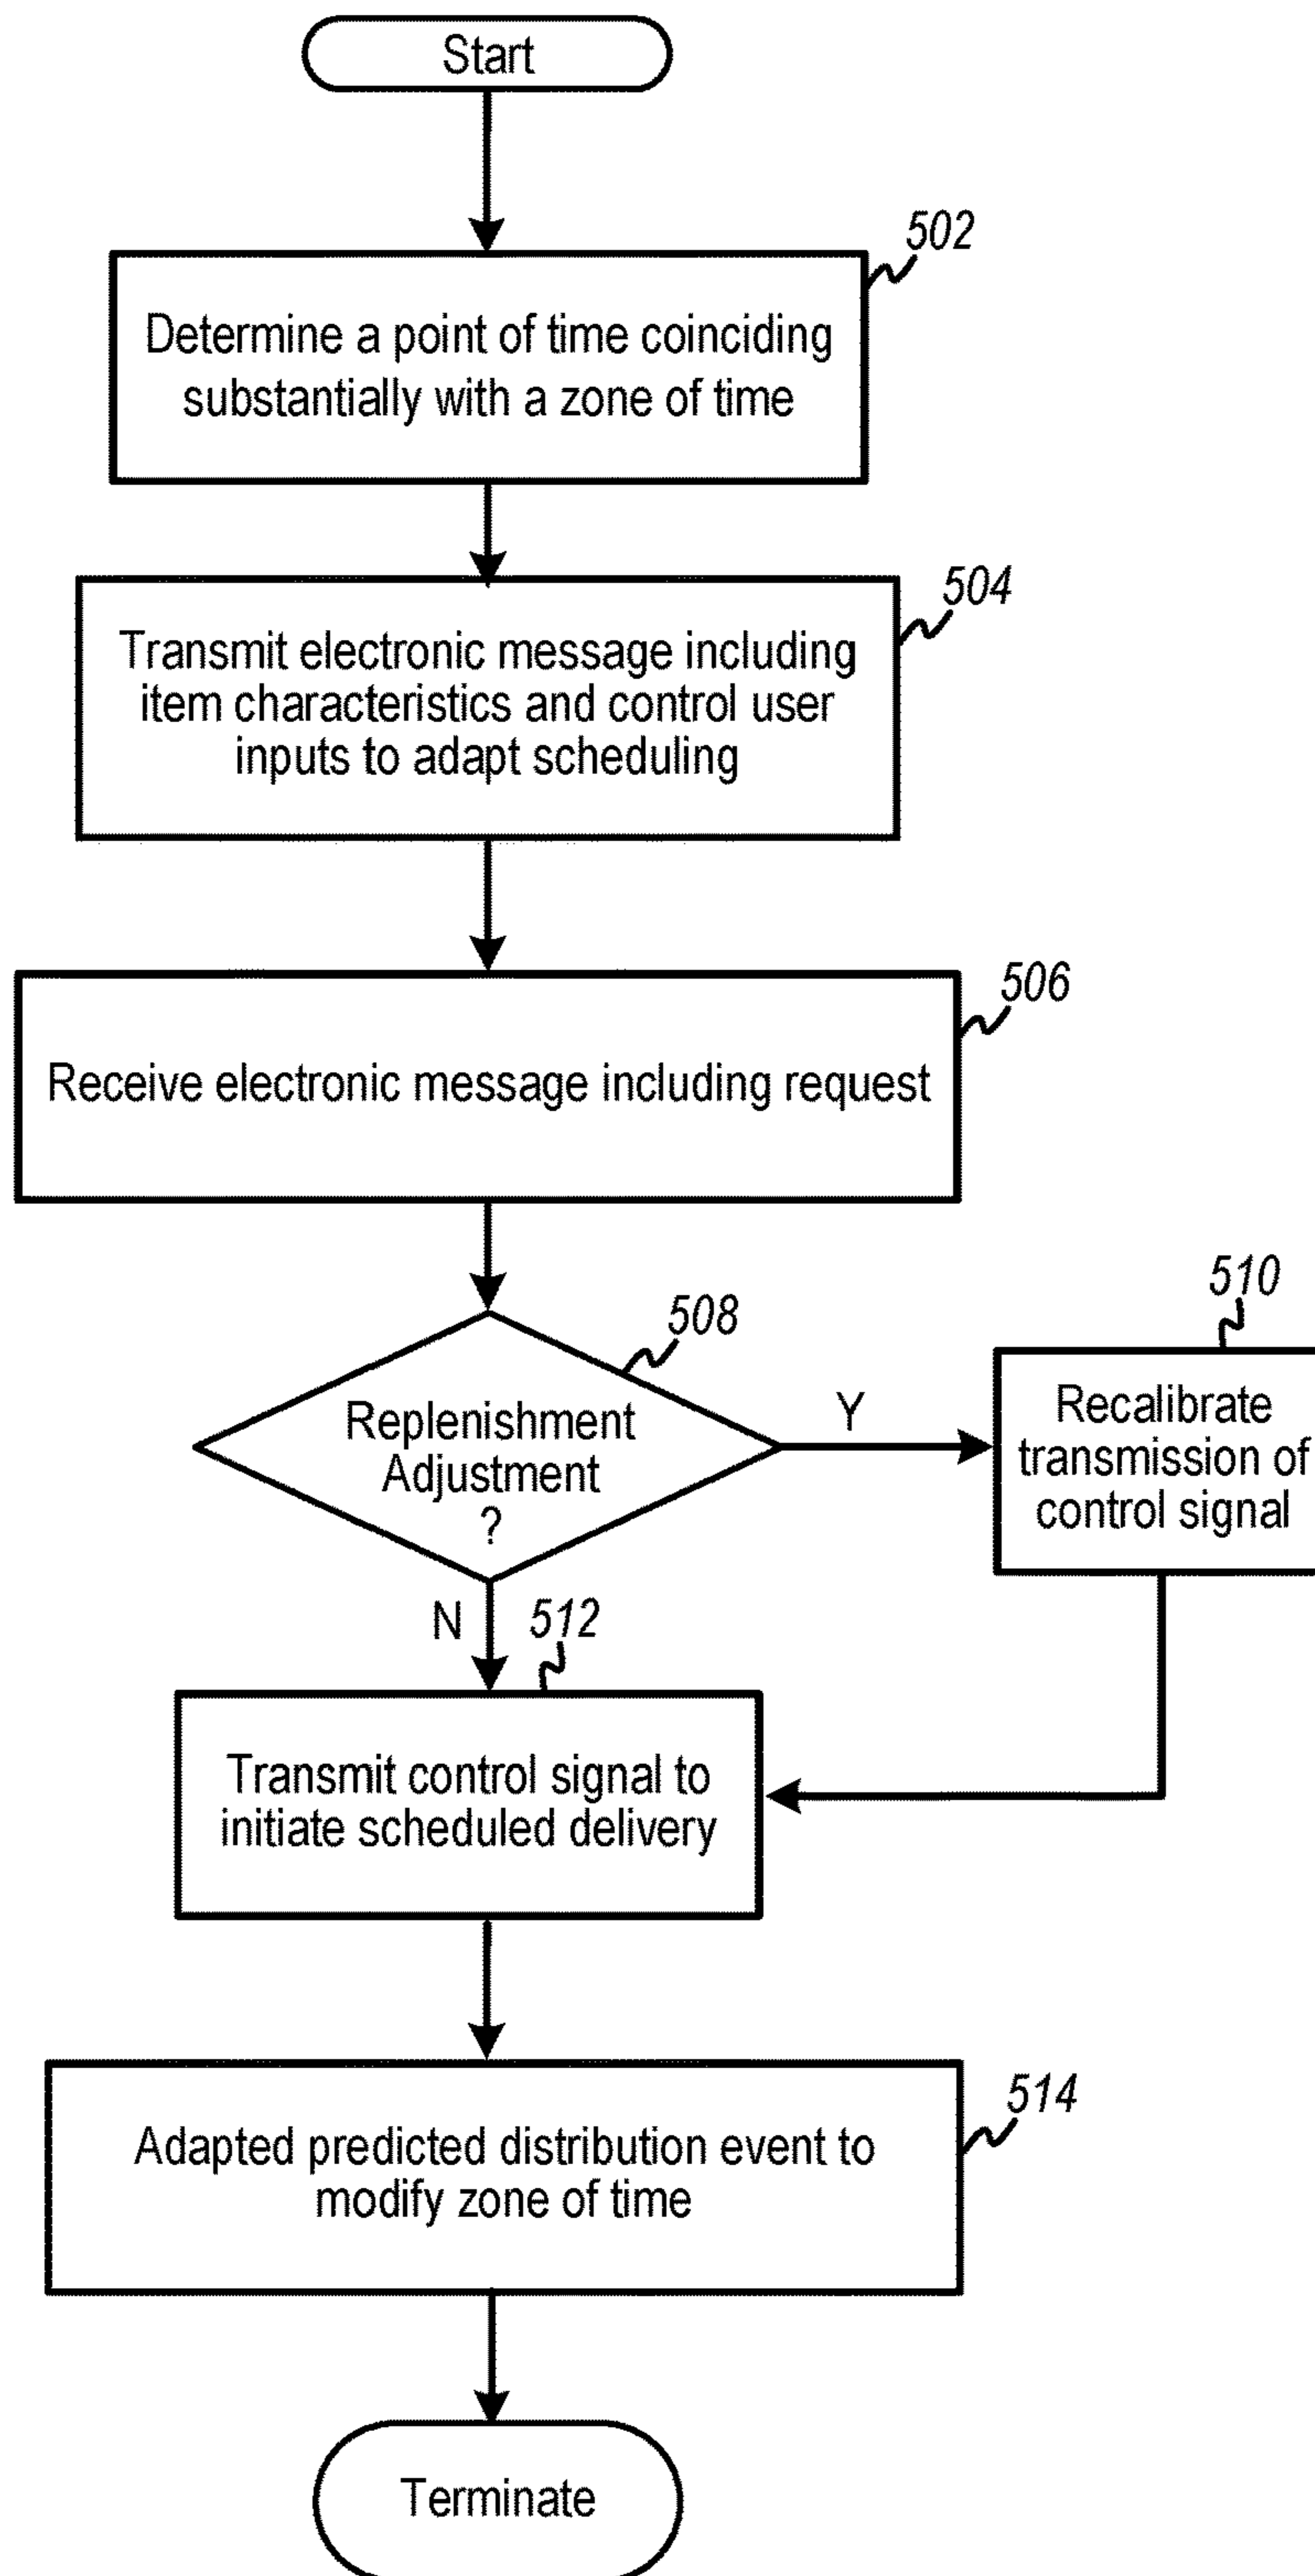 Start
502
Determine a point of time coinciding
substantially with a zone of time
504
Transmit electronic message including
item characteristics and control user
inputs to adapt scheduling
506
Receive electronic message including request
508
Replenishment
Adjustment
?
Y
510
Recalibrate
transmission of
control signal
N
512
Transmit control signal to
initiate scheduled delivery
514
Adapted predicted distribution event to
modify zone of time
Terminate